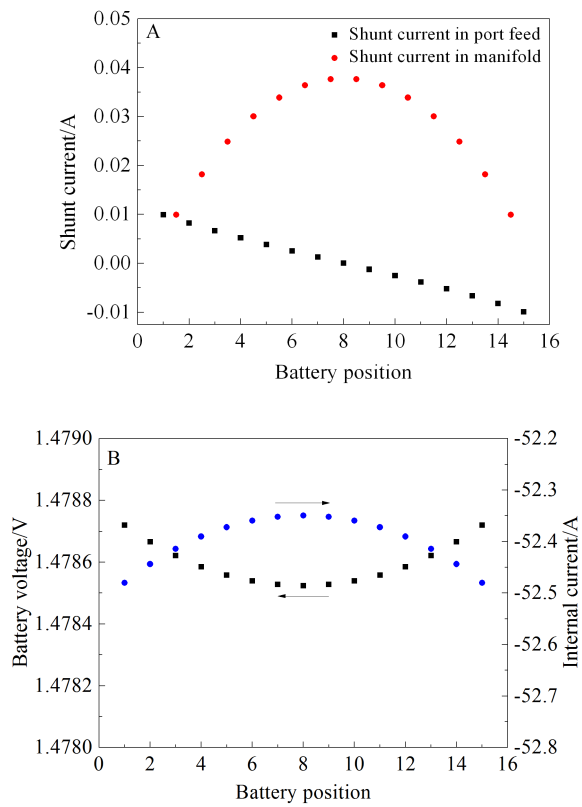 A
Shunt current in port feed
Shunt current in manifold
Shunt current/A
0.05
0.04
0.03
0.02
0.01
0.00
-0.01
0 2 4 6 8 10 12 14 16
Battery position
B
Battery voltage/V
1.4790
1.4788
1.4786
1.4784
1.4782
1.4780
-52.2
-52.3
-52.4
-52.5
-52.6
-52.7
-52.8
Internal current/A
0 2 4 6 8 10 12 14 16
Battery position